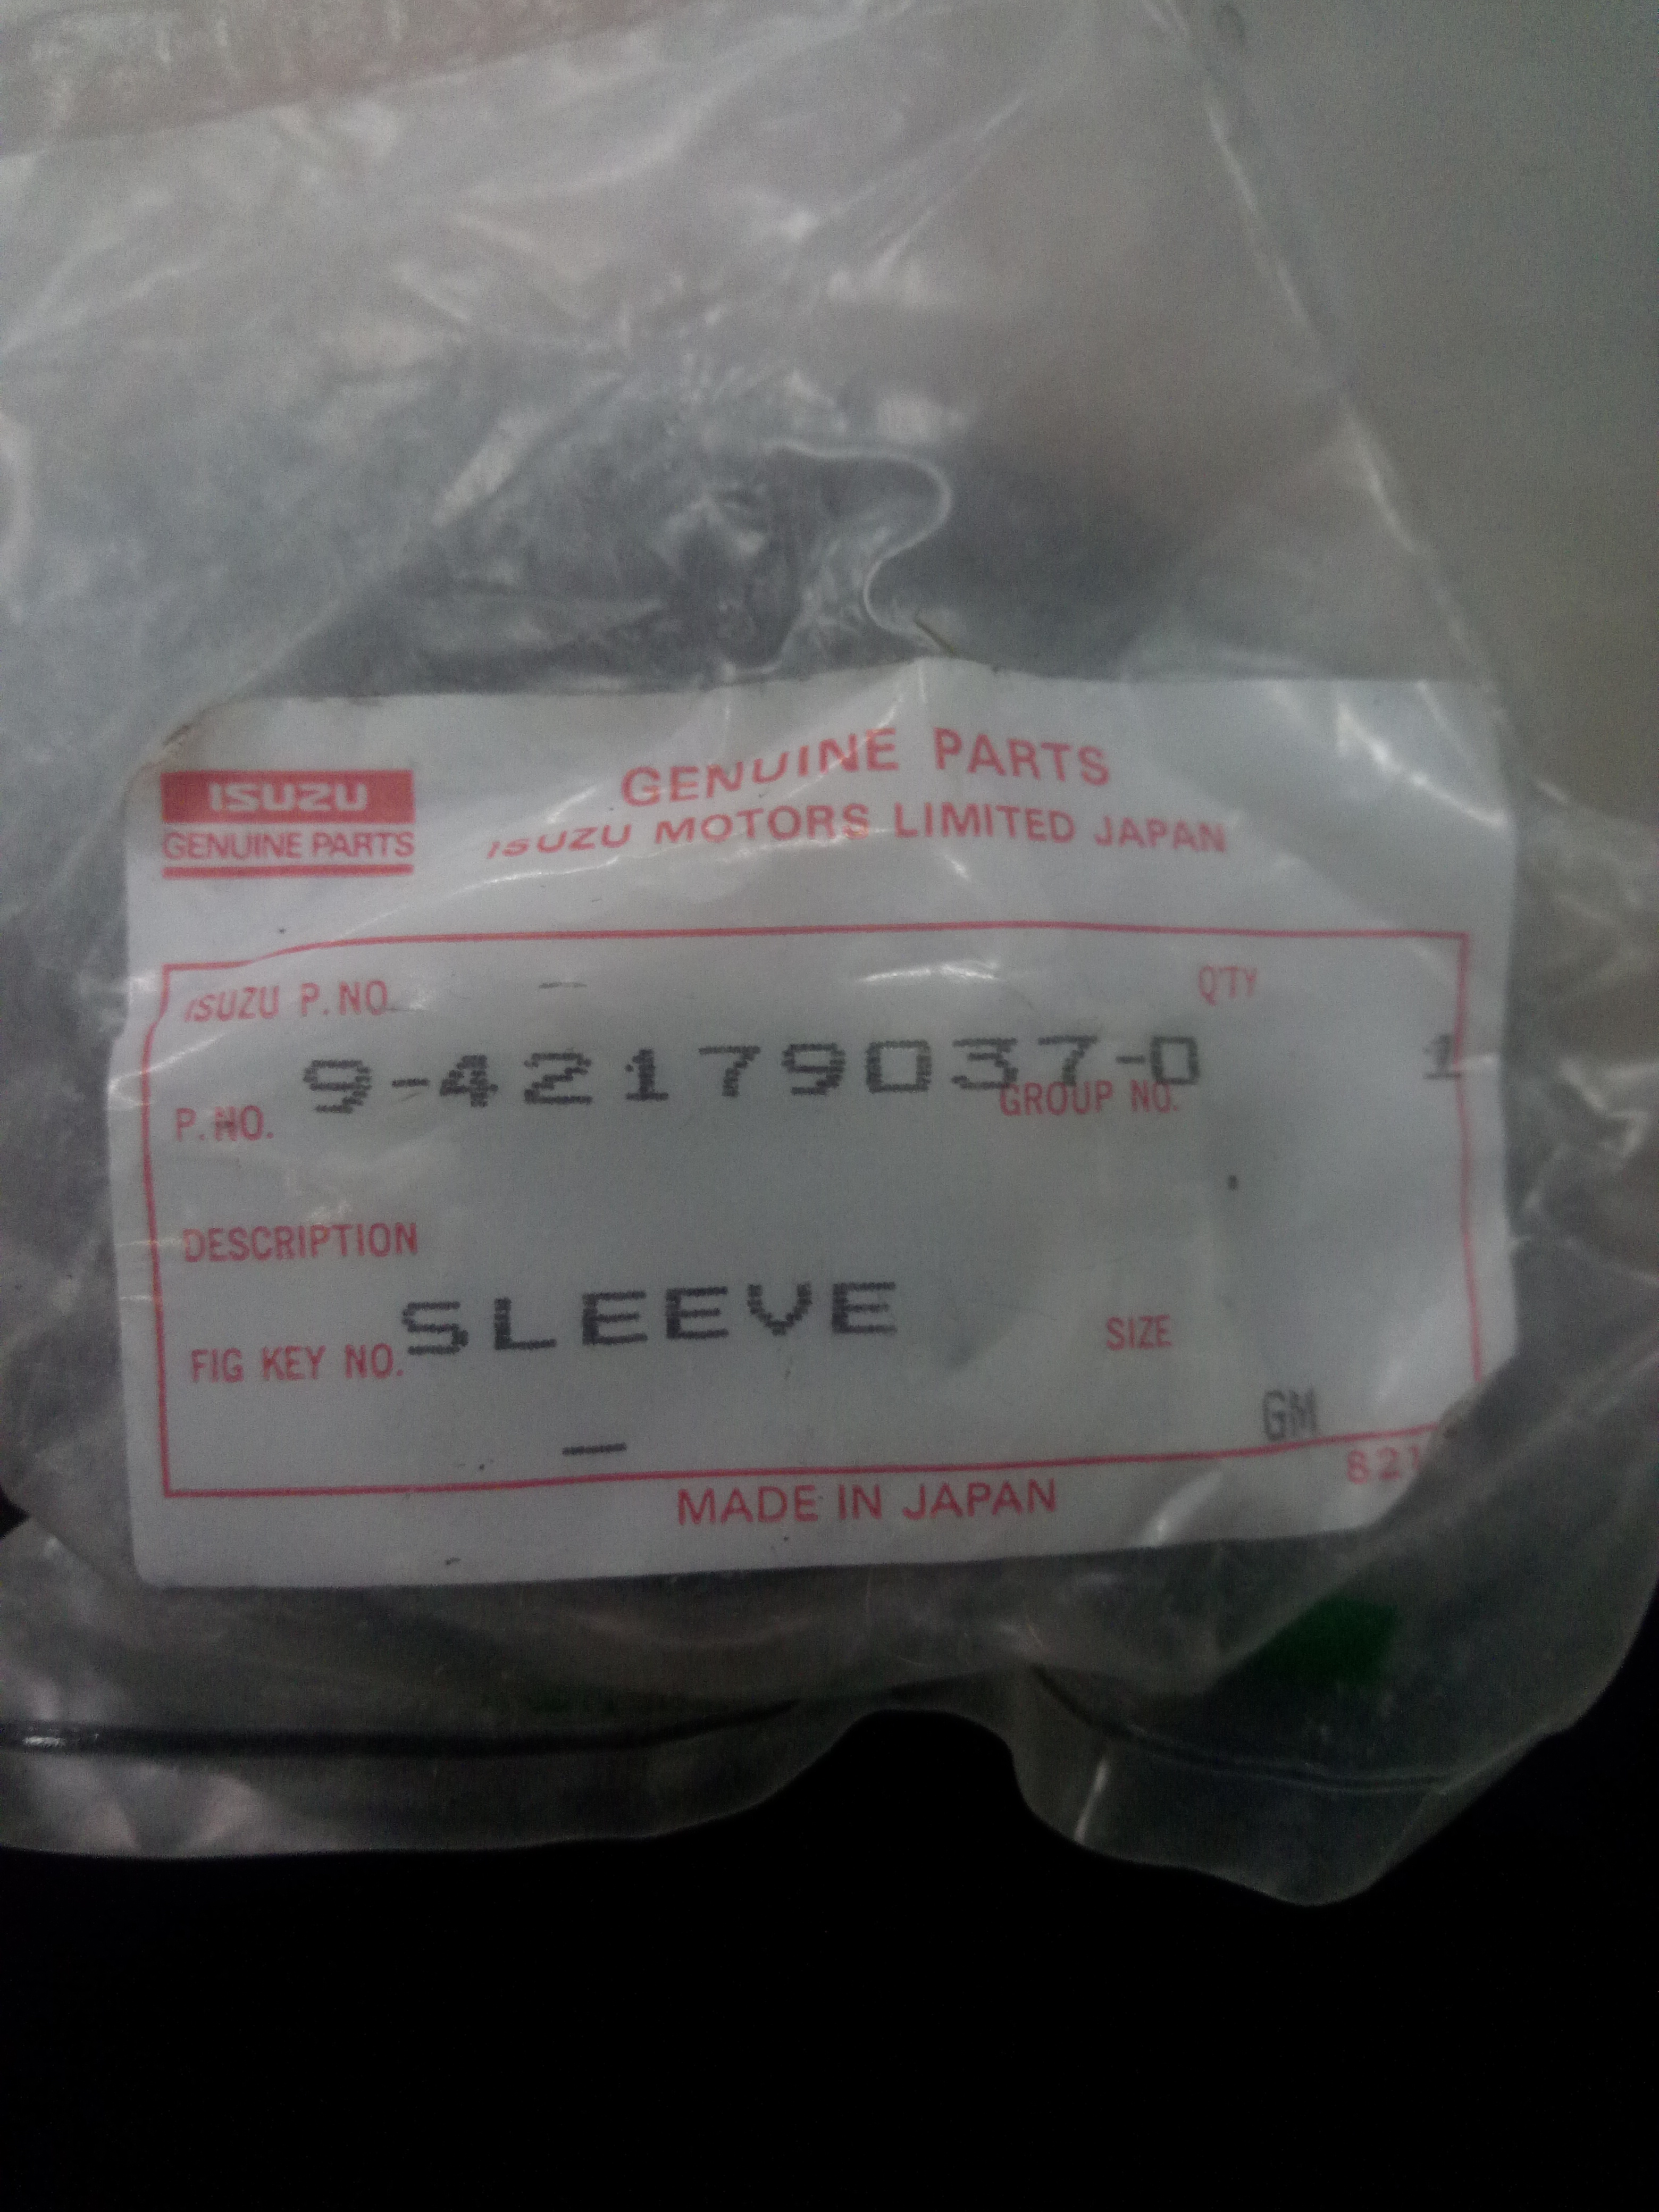 ISUZU
GENUINE PARTS
GENUINE PARTS
ISUZU MOTORS LIMITED JAPAN
ISUZU P.NO. Q'TY
9-42179037-0 1
P.NO. GROUP NO.
DESCRIPTION
SLEEVE
FIG KEY NO. SIZE
GM
821
MADE IN JAPAN